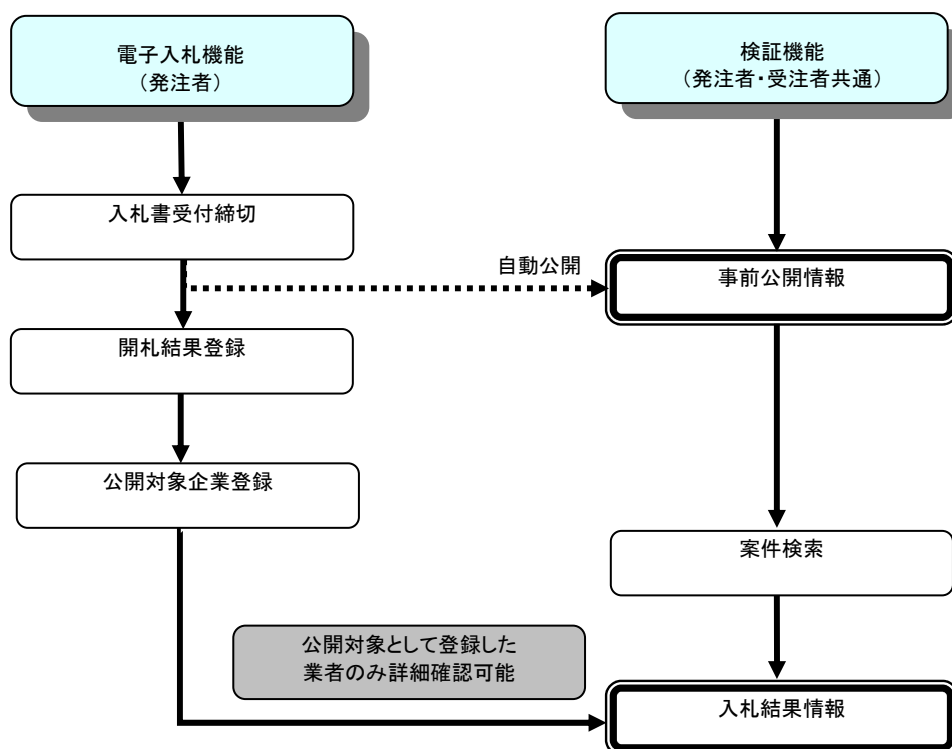 電子入札機能
（発注者）
検証機能
（発注者・受注者共通）
入札書受付締切
自動公開
事前公開情報
開札結果登録
公開対象企業登録
案件検索
公開対象として登録した
業者のみ詳細確認可能
入札結果情報